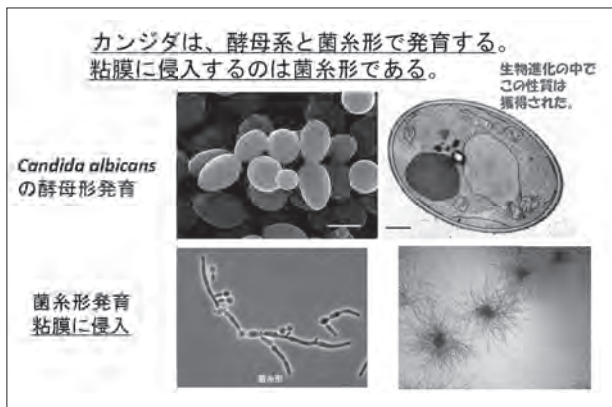 カンジダは、酵母系と菌糸形で発育する。
粘膜に侵入するのは菌糸形である。
生物進化の中で
この性質は
獲得された。
Candida albicans
の酵母形発育
菌糸形発育
粘膜に侵入
菌糸形